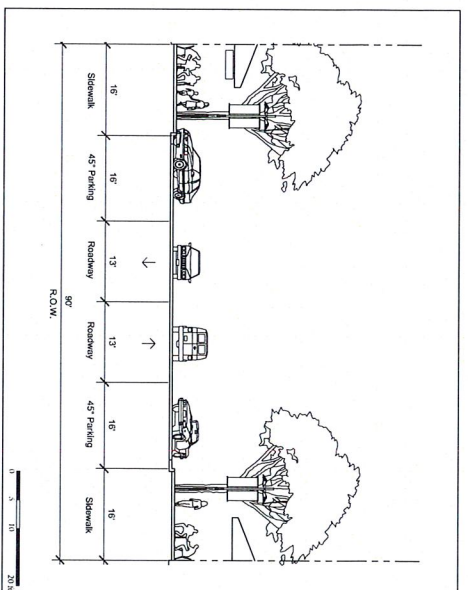 16' 16' 13' 13' 16' 16'
Sidewalk 45° Parking Roadway Roadway 45° Parking Sidewalk
90'
R.O.W.
0 5 10 20